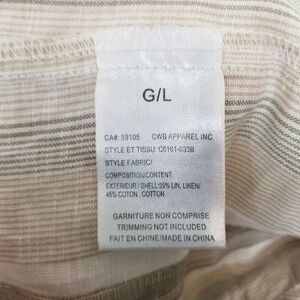 G/L
CA#: 59105 CWB APPAREL INC
STYLE ET TISSU: C6161-033B
STYLE FABRIC/
COMPOSITION/CONTENT:
EXTERIEUR / SHELL:55% LIN, LINEN/
45% COTON , COTTON
GARNITURE NON COMPRISE
TRIMMING NOT INCLUDED
FAIT EN CHINE/MADE IN CHINA